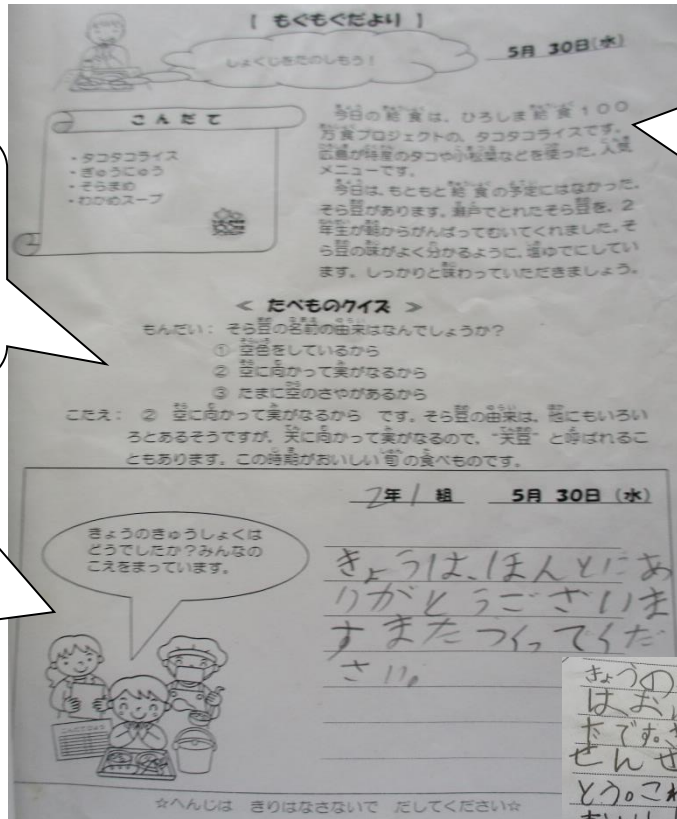 [ もぐもぐだより ]
しょくじをたのしもう!
5月 30日(水)
こんだて
・タコタコライス
・ぎゅうにゅう
・そらまめ
・わかめスープ
今日の給食は、ひろしま給食100
万食プロジェクトの、タコタコライスです。
広島が特産のタコや小松菜などを使った、人気
メニューです。
今日は、もともと給食の予定にはなかった、
そら豆があります。瀬戸でとれたそら豆を、2
年生が朝からがんばってむいてくれました。そ
ら豆の味がよく分かるように、塩ゆでにしてい
ます。しっかりと味わっていただきましょう。
≪ たべものクイズ ≫
もんだい: そら豆の名前の由来はなんでしょうか?
① 空色をしているから
② 空に向かって実がなるから
③ たまに空のさやがあるから
こたえ: ② 空に向かって実がなるから です。そら豆の由来は、他にもいろい
ろとあるそうですが、天に向かって実がなるので、“天豆”と呼ばれるこ
ともあります。この時期がおいしい旬の食べものです。
2年1組 5月 30日 (水)
きょうのきゅうしょくは
どうでしたか?みんなの
こえをまっています。
きょうは、ほんとにあ
りがとうございま
すまたつくってくだ
さい。
☆へんじは きりはなさないで だしてください☆
きょうの
は、お
たです。
せんせ
とう。これ